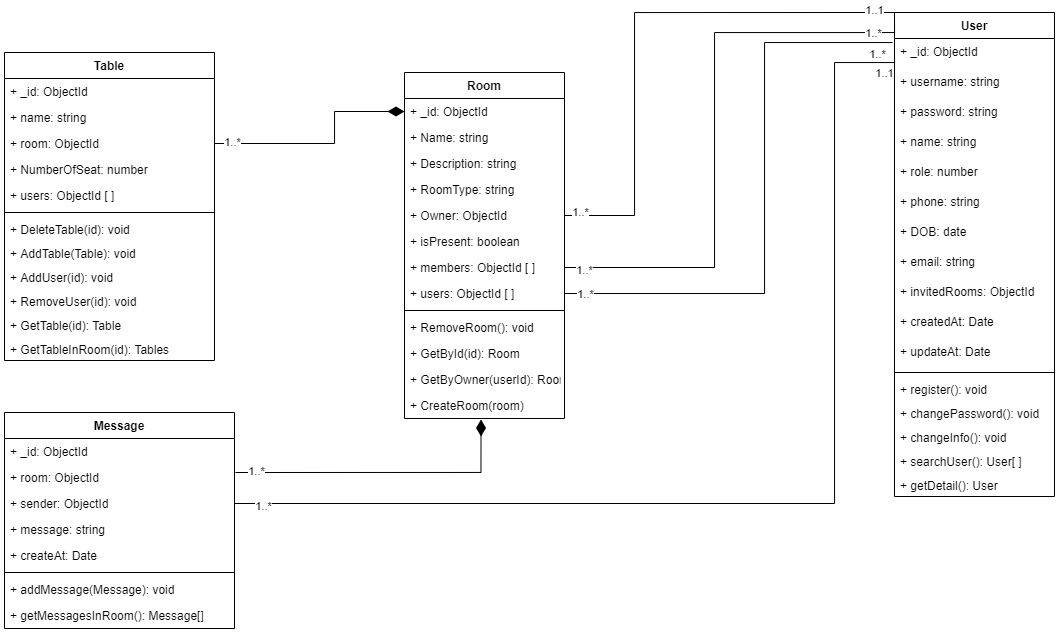 Table
+ _id: ObjectId
+ name: string
+ room: ObjectId
+ NumberOfSeat: number
+ users: ObjectId [ ]
+ DeleteTable(id): void
+ AddTable(Table): void
+ AddUser(id): void
+ RemoveUser(id): void
+ GetTable(id): Table
+ GetTableInRoom(id): Tables
1..*
Room
+ _id: ObjectId
+ Name: string
+ Description: string
+ RoomType: string
+ Owner: ObjectId
+ isPresent: boolean
+ members: ObjectId [ ]
+ users: ObjectId [ ]
+ RemoveRoom(): void
+ GetById(id): Room
+ GetByOwner(userId): Roo
+ CreateRoom(room)
1..*
1..*
1..*
1..1
1..*
1..*
1..1
User
+ _id: ObjectId
+ username: string
+ password: string
+ name: string
+ role: number
+ phone: string
+ DOB: date
+ email: string
+ invitedRooms: ObjectId
+ createdAt: Date
+ updateAt: Date
+ register(): void
+ changePassword(): void
+ changeInfo(): void
+ searchUser(): User[ ]
+ getDetail(): User
Message
+ _id: ObjectId
+ room: ObjectId
+ sender: ObjectId
+ message: string
+ createAt: Date
+ addMessage(Message): void
+ getMessagesInRoom(): Message[]
1..*
1..*